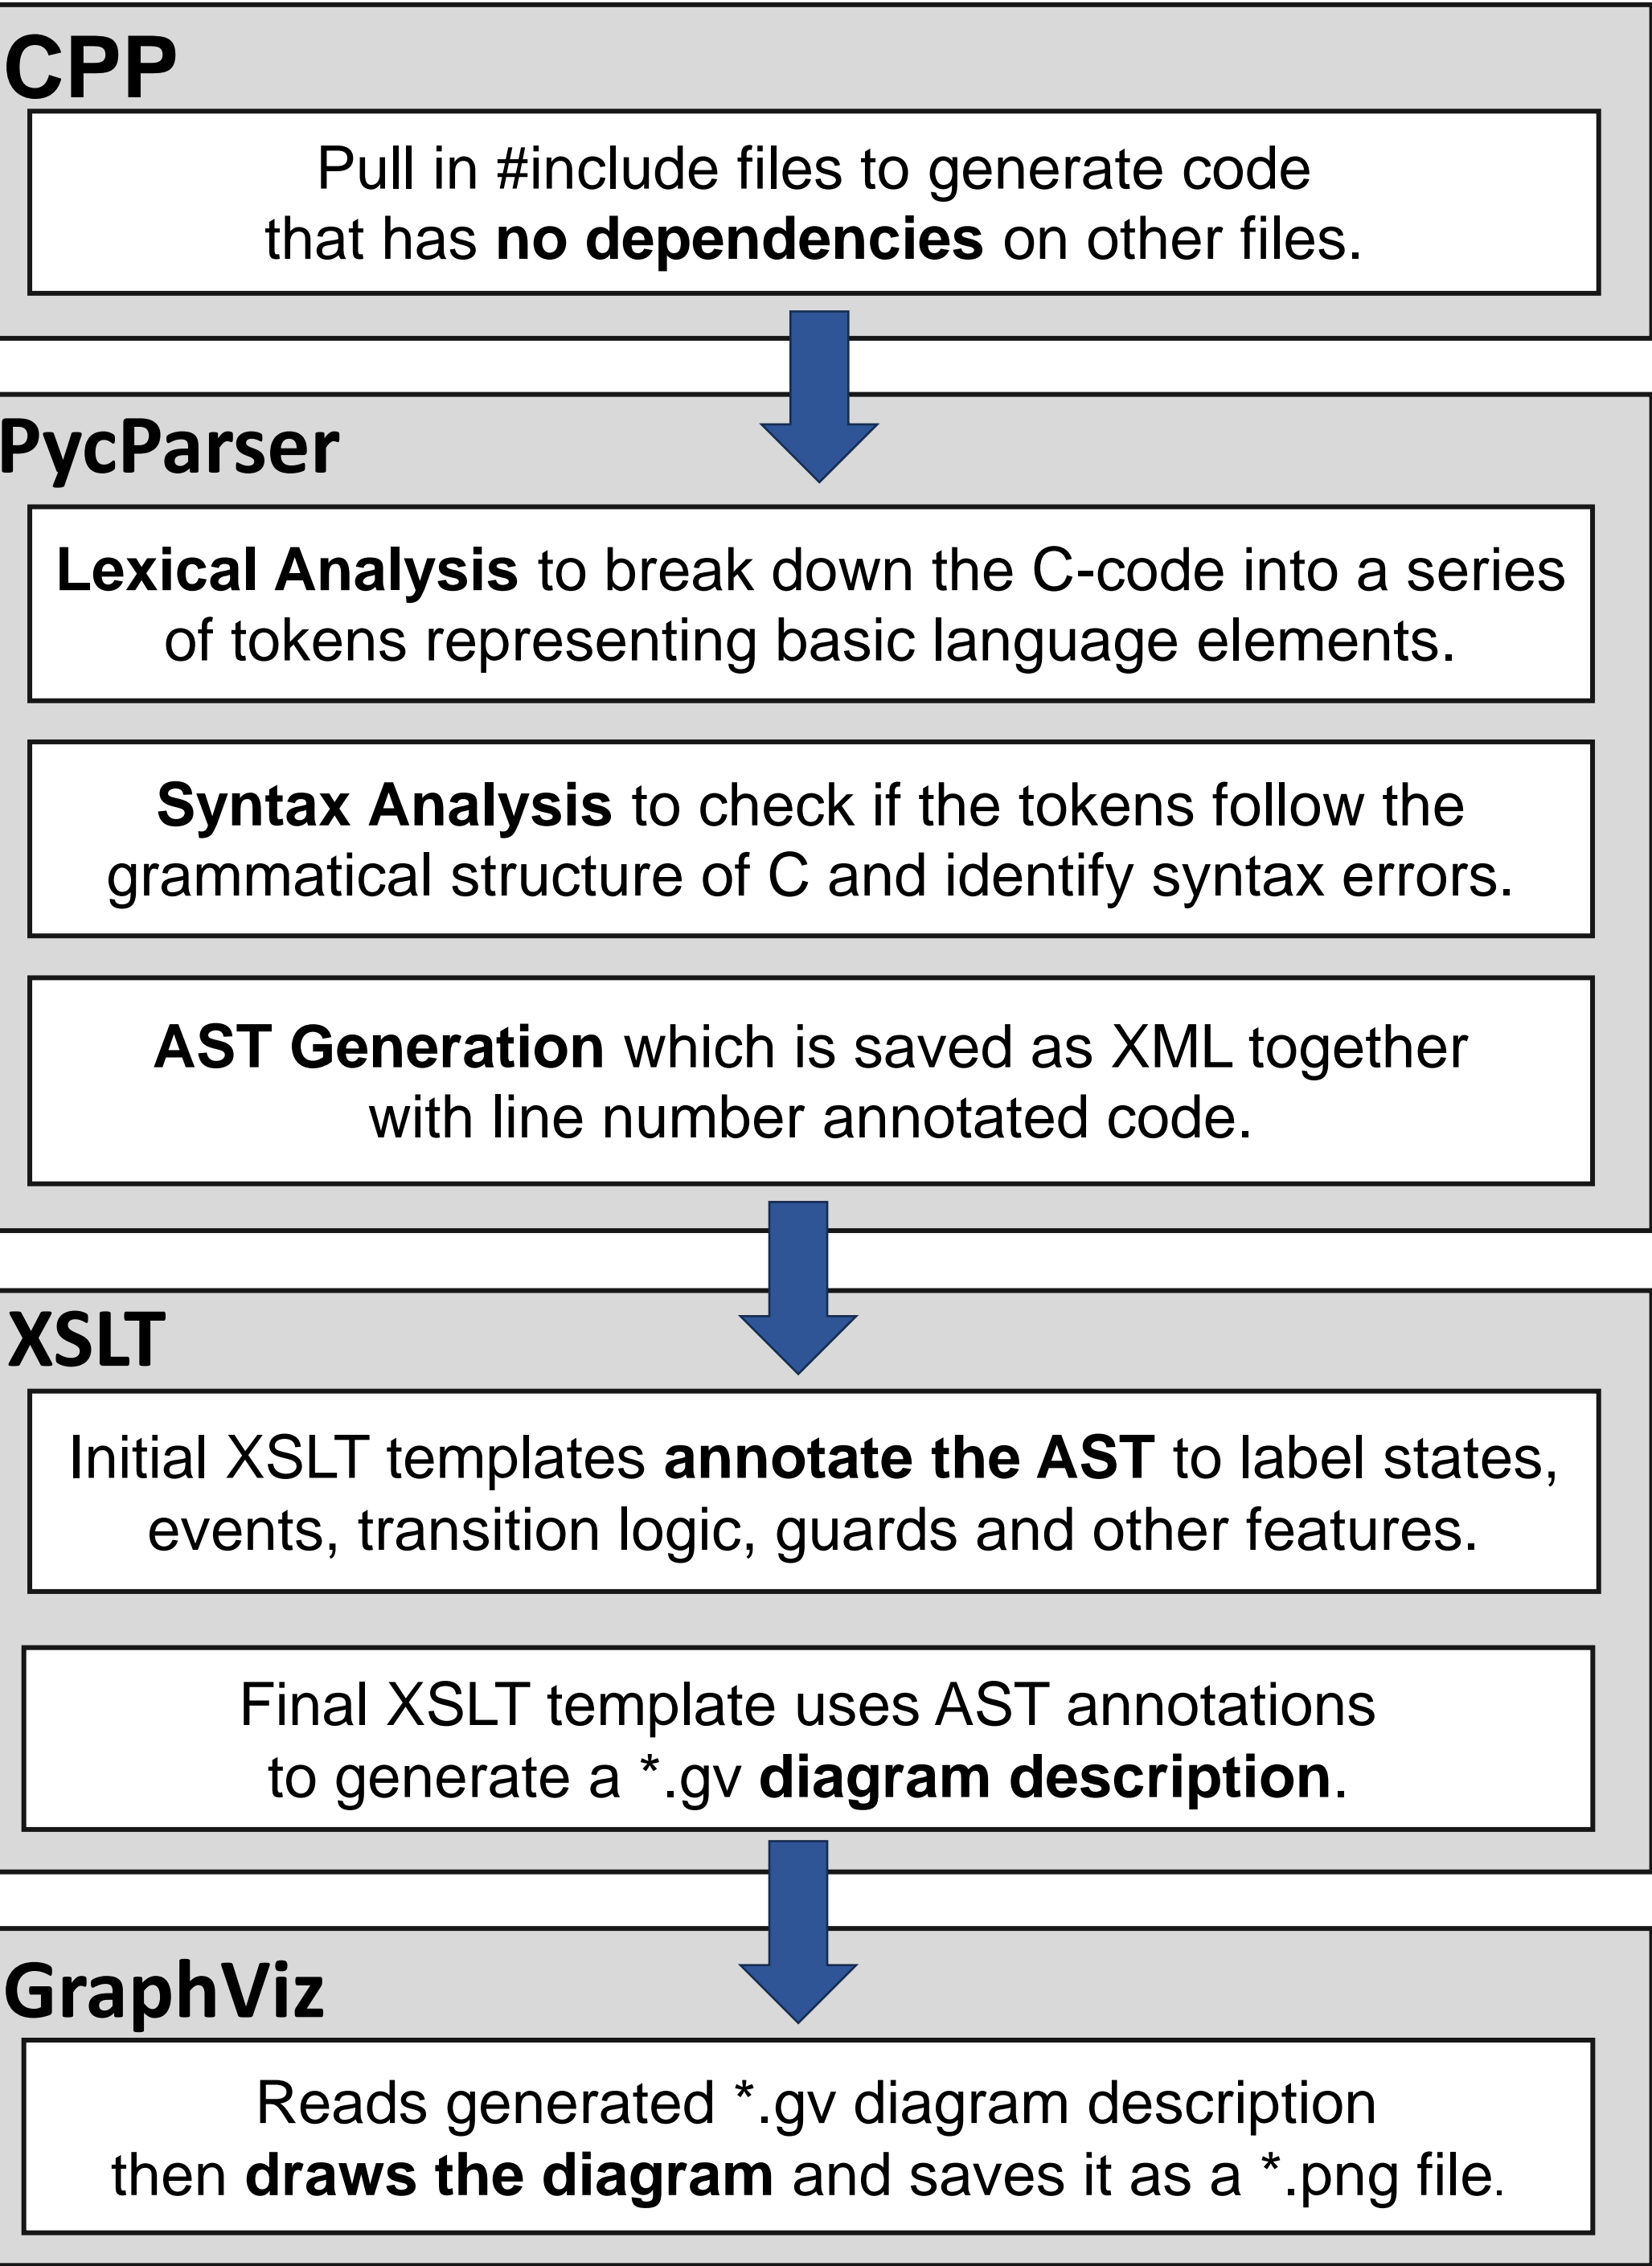 CPP
Pull in #include files to generate code
that has no dependencies on other files.
PycParser
Lexical Analysis to break down the C-code into a series
of tokens representing basic language elements.
Syntax Analysis to check if the tokens follow the
grammatical structure of C and identify syntax errors.
AST Generation which is saved as XML together
with line number annotated code.
XSLT
Initial XSLT templates annotate the AST to label states,
events, transition logic, guards and other features.
Final XSLT template uses AST annotations
to generate a *.gv diagram description.
GraphViz
Reads generated *.gv diagram description
then draws the diagram and saves it as a *.png file.